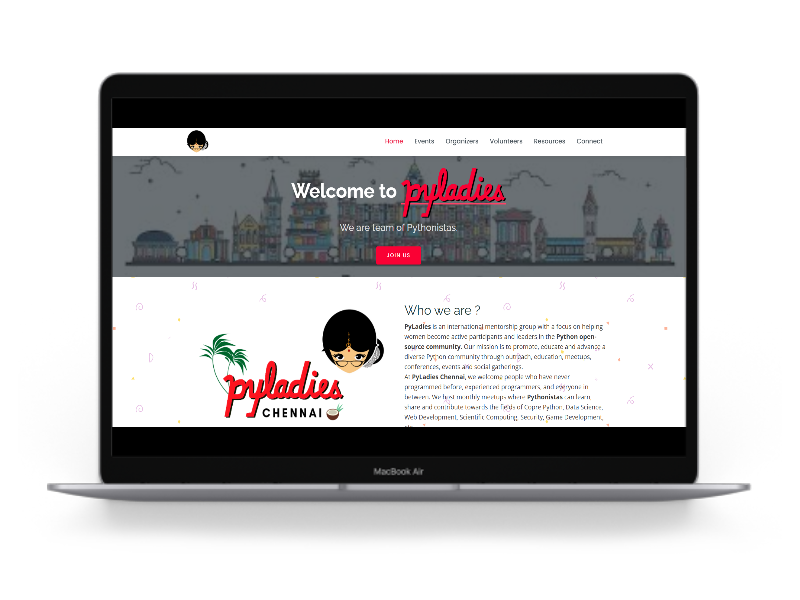 Home Events Organizers Volunteers Resources Connect
Welcome to pyladies
We are team of Pythonistas.
JOIN US
Who we are ?
PyLadies is an international mentorship group with a focus on helping
women become active participants and leaders in the Python open-
source community. Our mission is to promote, educate and advance a
diverse Python community through outreach, education, meetups,
conferences, events and social gatherings.
At PyLadies Chennai, we welcome people who have never
programmed before, experienced programmers, and everyone in
between. We host monthly meetups where Pythonistas can learn,
share and contribute towards the fields of Copre Python, Data Science,
Web Development, Scientific Computing, Security, Game Development,
pyladies
CHENNAI
MacBook Air